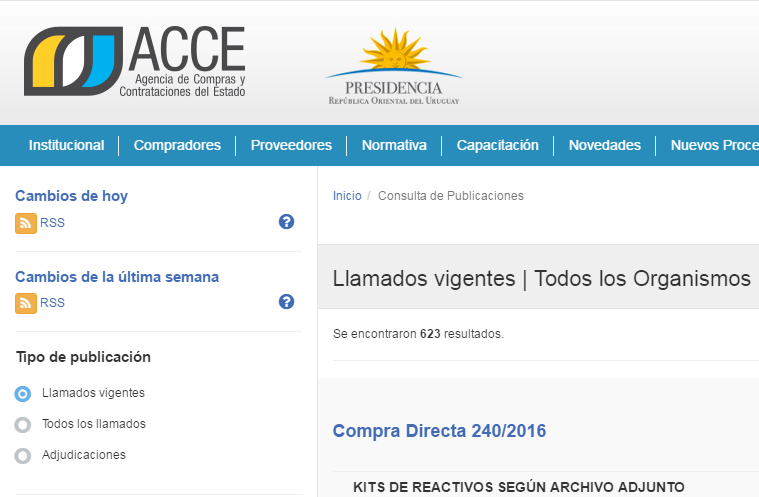 ACCE
Agencia de Compras y
Contrataciones del Estado
PRESIDENCIA
REPÚBLICA ORIENTAL DEL URUGUAY
Institucional Compradores Proveedores Normativa Capacitación Novedades Nuevos Proce
Cambios de hoy
RSS ?
Cambios de la última semana
RSS ?
Tipo de publicación
Llamados vigentes
Todos los llamados
Adjudicaciones
Inicio / Consulta de Publicaciones
Llamados vigentes | Todos los Organismos
Se encontraron 623 resultados.
Compra Directa 240/2016
KITS DE REACTIVOS SEGÚN ARCHIVO ADJUNTO